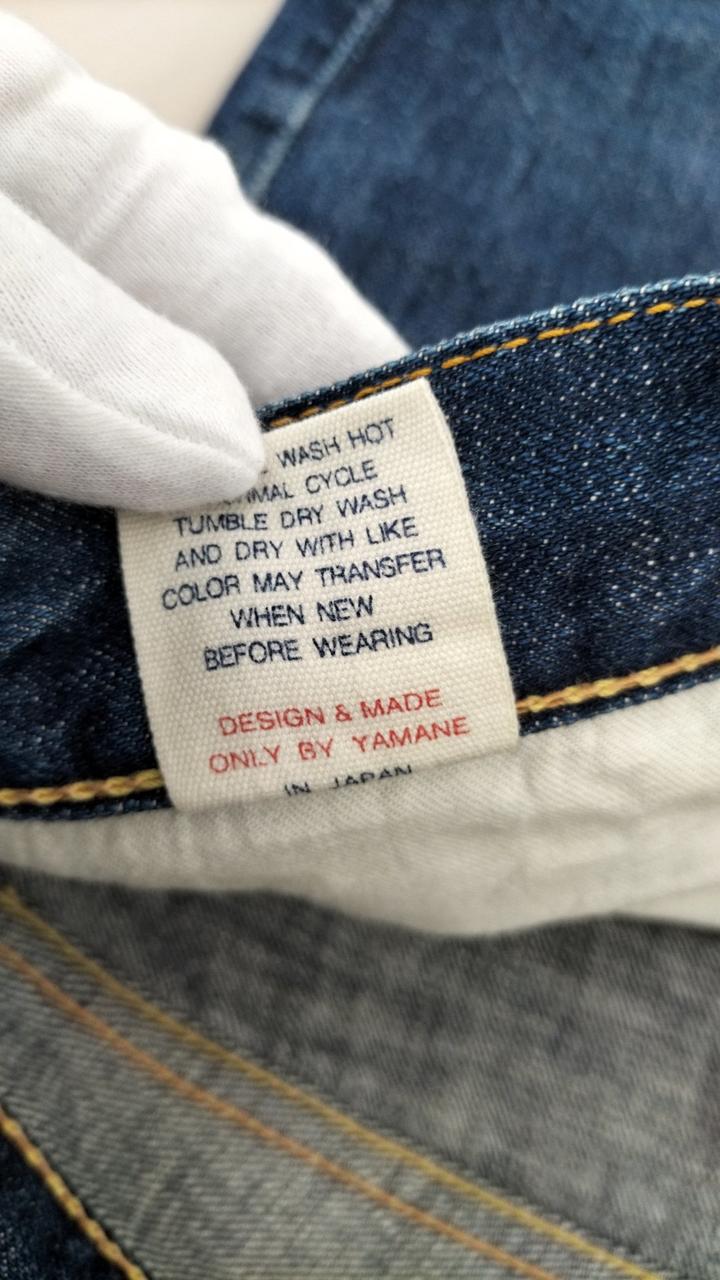 WASH HOT
CYCLE
TUMBLE DRY WASH
AND DRY WITH LIKE
COLOR MAY TRANSFER
WHEN NEW
BEFORE WEARING
DESIGN & MADE
ONLY BY YAMANE
IN JAPAN